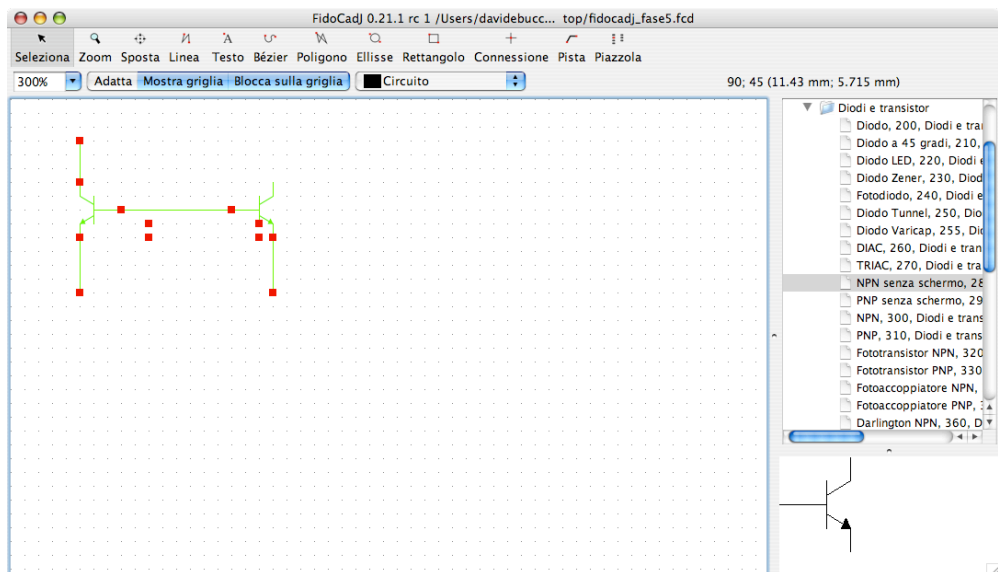 FidoCadJ 0.21.1 rc 1 /Users/davidebucc... top/fidocadj_fase5.fcd
Seleziona Zoom Sposta Linea Testo Bézier Poligono Ellisse Rettangolo Connessione Pista Piazzola
300% Adatta Mostra griglia Blocca sulla griglia Circuito 90; 45 (11.43 mm; 5.715 mm)
Diodi e transistor
Diodo, 200, Diodi e tra
Diodo a 45 gradi, 210,
Diodo LED, 220, Diodi e
Diodo Zener, 230, Diod
Fotodiodo, 240, Diodi e
Diodo Tunnel, 250, Dio
Diodo Varicap, 255, Di
DIAC, 260, Diodi e tran
TRIAC, 270, Diodi e tra
NPN senza schermo, 28
PNP senza schermo, 29
NPN, 300, Diodi e trans
PNP, 310, Diodi e trans
Fototransistor NPN, 320
Fototransistor PNP, 330
Fotoaccoppiatore NPN,
Fotoaccoppiatore PNP,
Darlington NPN, 360, D